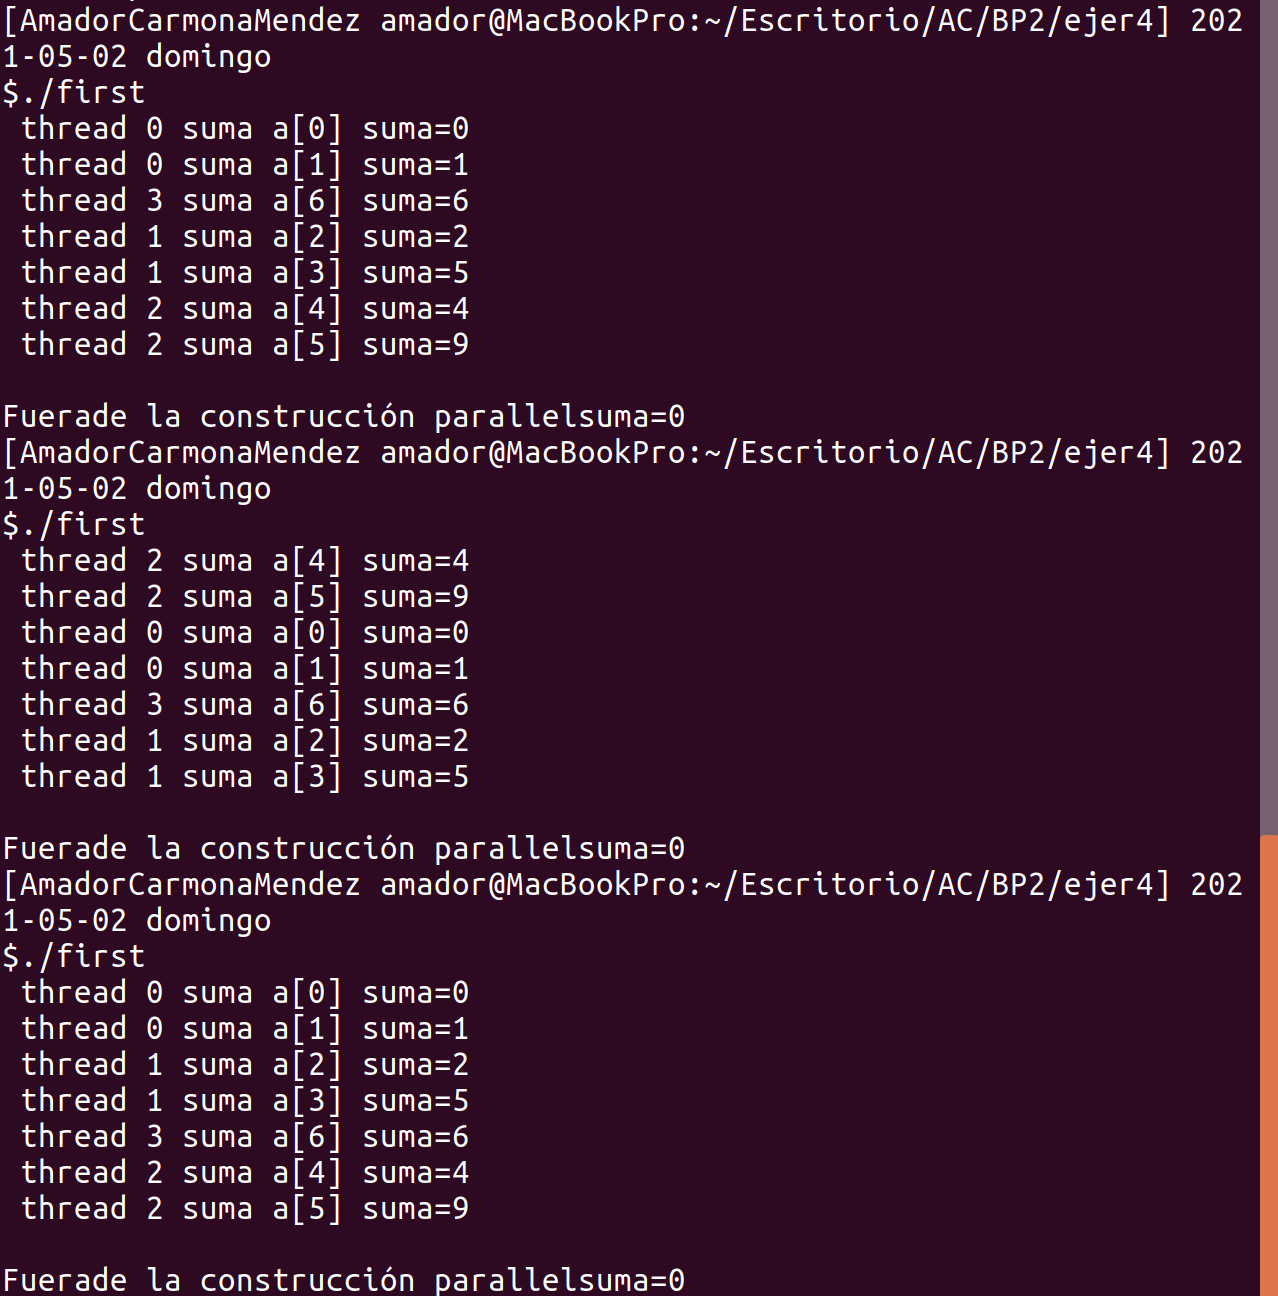 [AmadorCarmonaMendez amador@MacBookPro:~/Escritorio/AC/BP2/ejer4] 202
1-05-02 domingo
$./first
 thread 0 suma a[0] suma=0
 thread 0 suma a[1] suma=1
 thread 3 suma a[6] suma=6
 thread 1 suma a[2] suma=2
 thread 1 suma a[3] suma=5
 thread 2 suma a[4] suma=4
 thread 2 suma a[5] suma=9

Fuerade la construcción parallelsuma=0
[AmadorCarmonaMendez amador@MacBookPro:~/Escritorio/AC/BP2/ejer4] 202
1-05-02 domingo
$./first
 thread 2 suma a[4] suma=4
 thread 2 suma a[5] suma=9
 thread 0 suma a[0] suma=0
 thread 0 suma a[1] suma=1
 thread 3 suma a[6] suma=6
 thread 1 suma a[2] suma=2
 thread 1 suma a[3] suma=5

Fuerade la construcción parallelsuma=0
[AmadorCarmonaMendez amador@MacBookPro:~/Escritorio/AC/BP2/ejer4] 202
1-05-02 domingo
$./first
 thread 0 suma a[0] suma=0
 thread 0 suma a[1] suma=1
 thread 1 suma a[2] suma=2
 thread 1 suma a[3] suma=5
 thread 3 suma a[6] suma=6
 thread 2 suma a[4] suma=4
 thread 2 suma a[5] suma=9

Fuerade la construcción parallelsuma=0